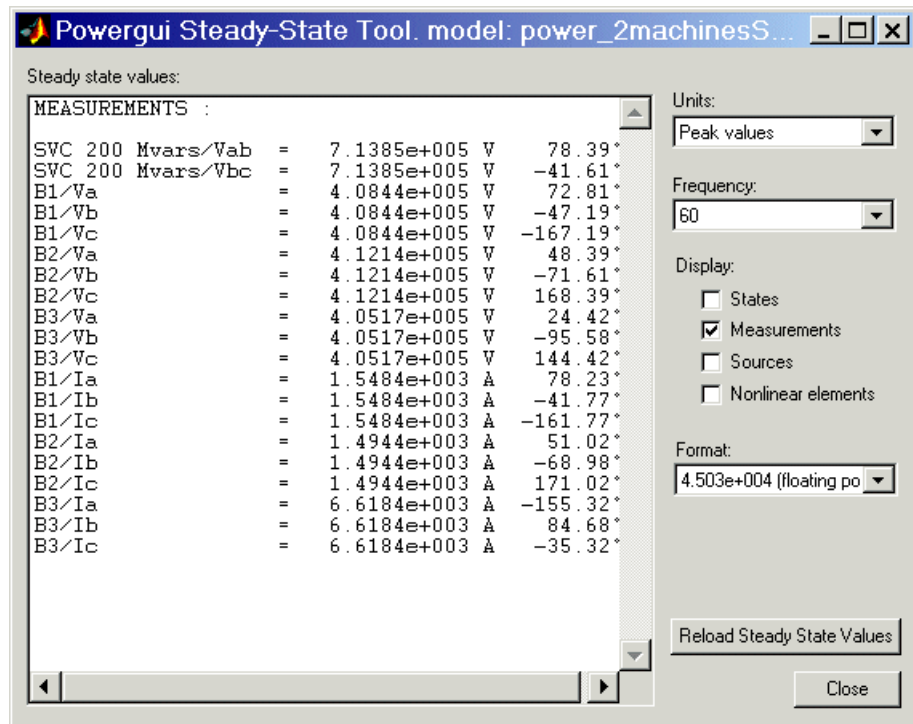 Powergui Steady-State Tool. model: power_2machinesS...
Steady state values:
MEASUREMENTS :
SVC 200 Mvars/Vab = 7.1385e+005 V 78.39°
SVC 200 Mvars/Vbc = 7.1385e+005 V -41.61°
B1/Va = 4.0844e+005 V 72.81°
B1/Vb = 4.0844e+005 V -47.19°
B1/Vc = 4.0844e+005 V -167.19°
B2/Va = 4.1214e+005 V 48.39°
B2/Vb = 4.1214e+005 V -71.61°
B2/Vc = 4.1214e+005 V 168.39°
B3/Va = 4.0517e+005 V 24.42°
B3/Vb = 4.0517e+005 V -95.58°
B3/Vc = 4.0517e+005 V 144.42°
B1/Ia = 1.5484e+003 A 78.23°
B1/Ib = 1.5484e+003 A -41.77°
B1/Ic = 1.5484e+003 A -161.77°
B2/Ia = 1.4944e+003 A 51.02°
B2/Ib = 1.4944e+003 A -68.98°
B2/Ic = 1.4944e+003 A 171.02°
B3/Ia = 6.6184e+003 A -155.32°
B3/Ib = 6.6184e+003 A 84.68°
B3/Ic = 6.6184e+003 A -35.32°
Units:
Peak values
Frequency:
60
Display:
States
Measurements
Sources
Nonlinear elements
Format:
4.503e+004 (floating po
Reload Steady State Values
Close